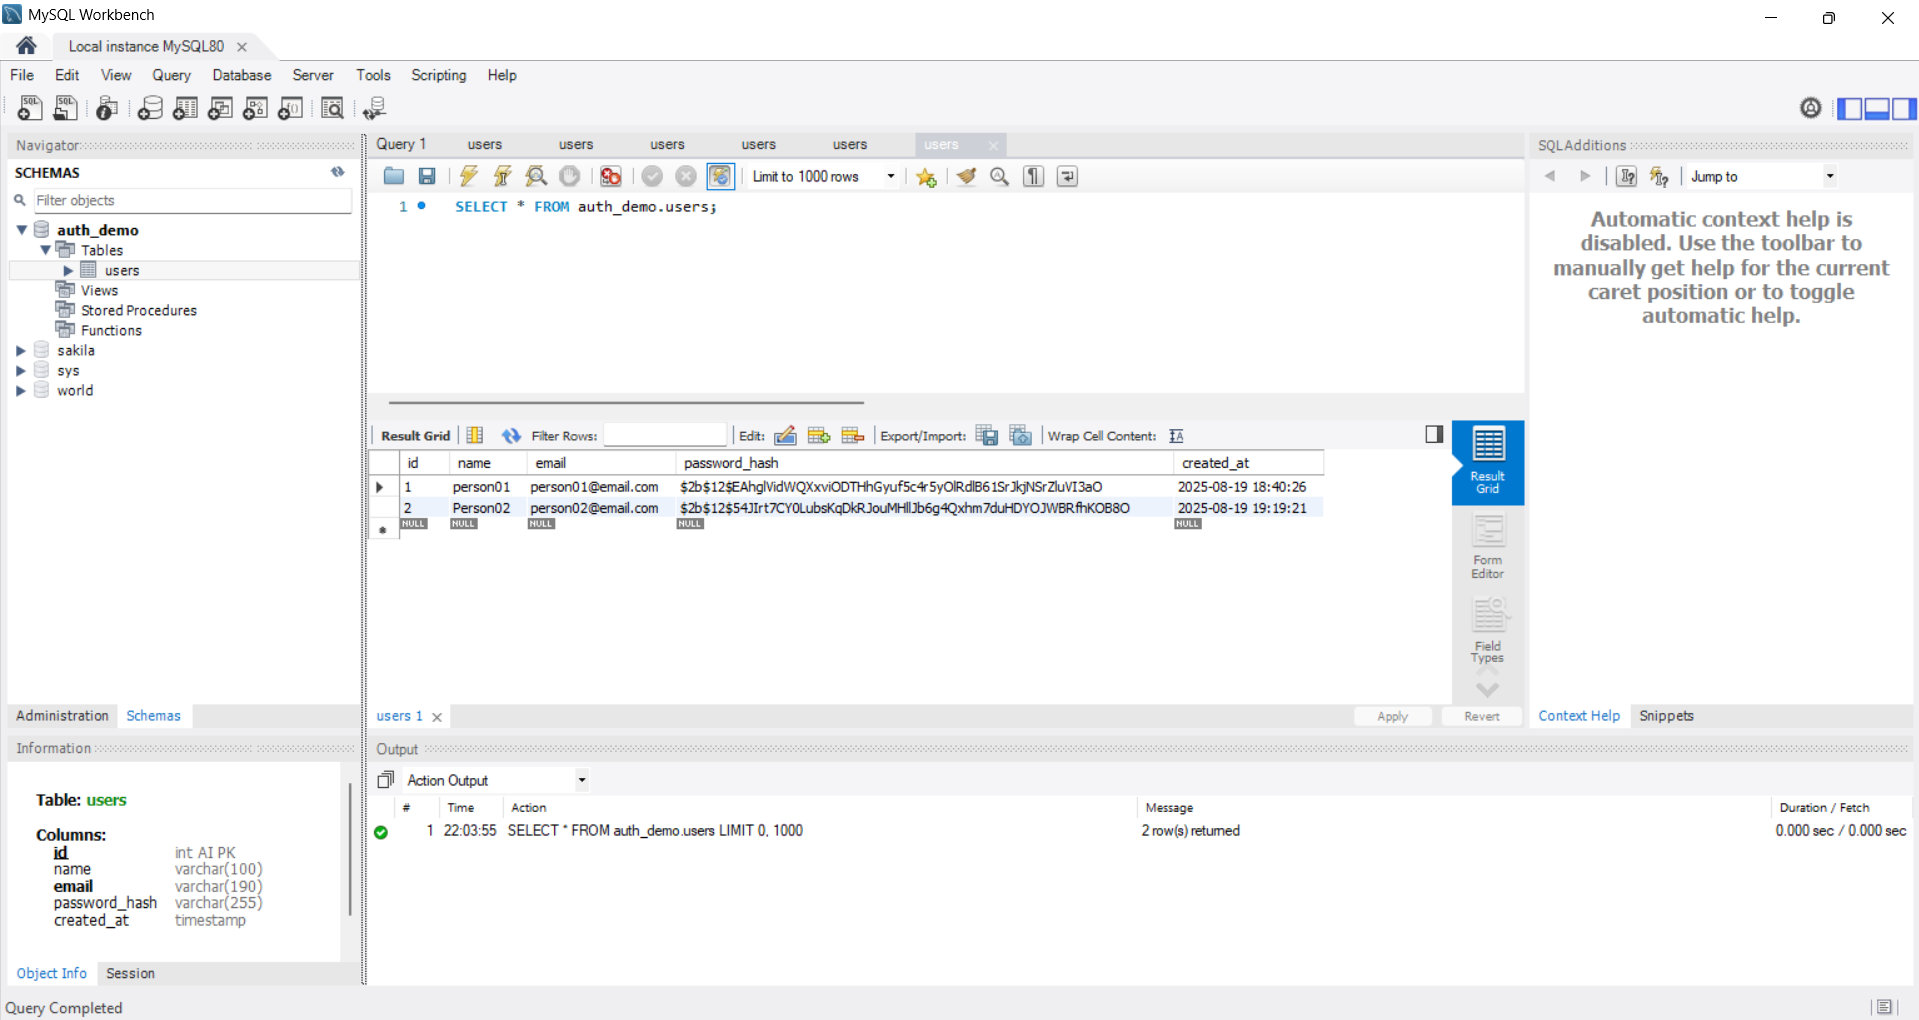 MySQL Workbench
Local instance MySQL80
File Edit View Query Database Server Tools Scripting Help
Navigator
SCHEMAS
Filter objects
auth_demo
Tables
users
Views
Stored Procedures
Functions
sakila
sys
world
Administration Schemas
Information
Table: users
Columns:
id int AI PK
name varchar(100)
email varchar(190)
password_hash varchar(255)
created_at timestamp
Object Info Session
Query Completed
Query 1 users users users users users users
Limit to 1000 rows
1 SELECT * FROM auth_demo.users;
Result Grid Filter Rows: Edit: Export/Import: Wrap Cell Content:
id name email password_hash created_at
1 person01 person01@email.com 2025-08-19 18:40:26
2 Person02 person02@email.com 2025-08-19 19:19:21
NULL NULL NULL NULL NULL
Result Grid
Form Editor
Field Types
users 1
Apply Revert
Output
Action Output
# Time Action Message Duration / Fetch
1 22:03:55 SELECT * FROM auth_demo.users LIMIT 0, 1000 2 row(s) returned 0.000 sec / 0.000 sec
SQLAdditions
Jump to
Automatic context help is
disabled. Use the toolbar to
manually get help for the current
caret position or to toggle
automatic help.
Context Help Snippets